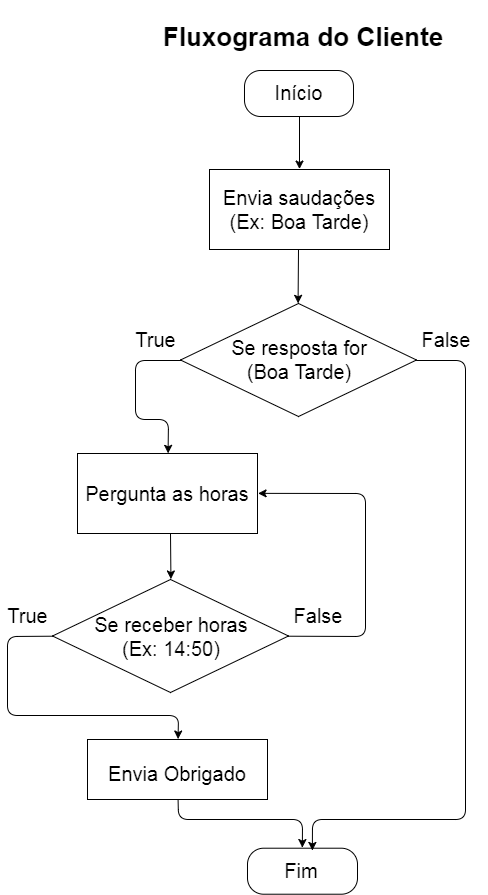 Fluxograma do Cliente
Início
Envia saudações
(Ex: Boa Tarde)
True
False
Se resposta for
(Boa Tarde)
Pergunta as horas
True
False
Se receber horas
(Ex: 14:50)
Envia Obrigado
Fim